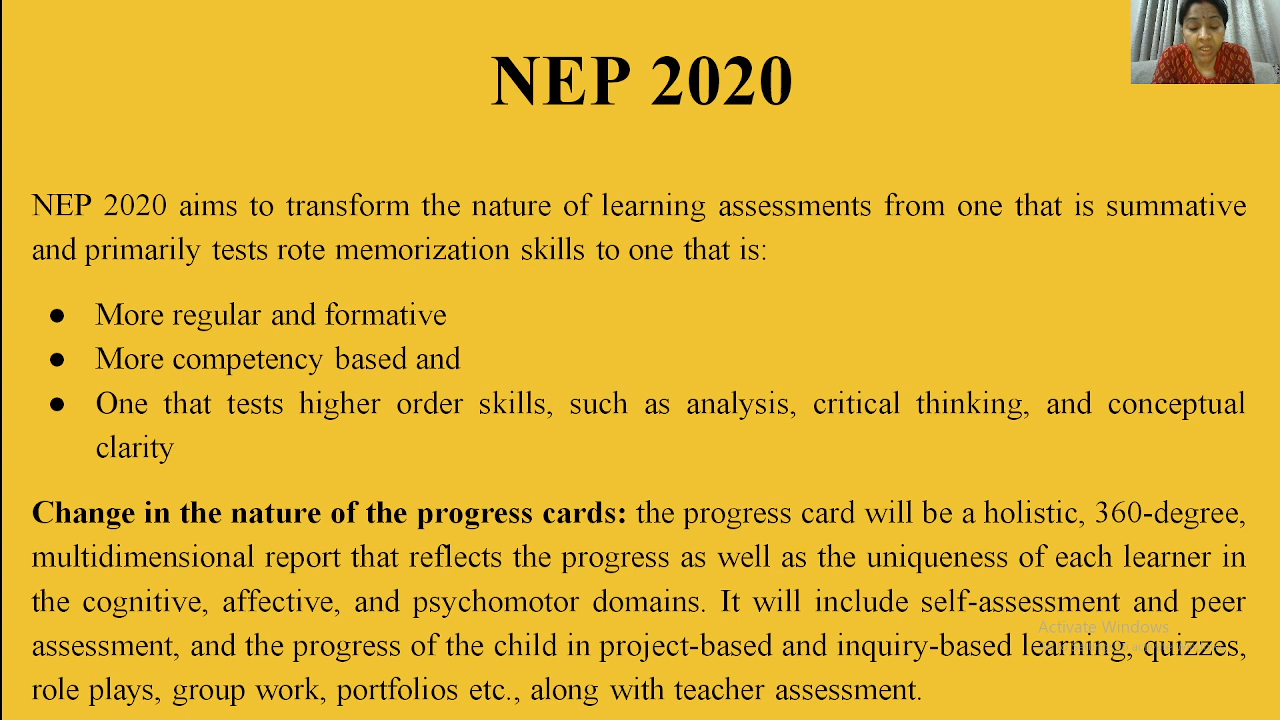 NEP 2020
NEP 2020 aims to transform the nature of learning assessments from one that is summative
and primarily tests rote memorization skills to one that is:
● More regular and formative
● More competency based and
● One that tests higher order skills, such as analysis, critical thinking, and conceptual
clarity
Change in the nature of the progress cards: the progress card will be a holistic, 360-degree,
multidimensional report that reflects the progress as well as the uniqueness of each learner in
the cognitive, affective, and psychomotor domains. It will include self-assessment and peer
Activate Windows
assessment, and the progress of the child in project-based and inquiry-based learning, quizzes,
role plays, group work, portfolios etc., along with teacher assessment.